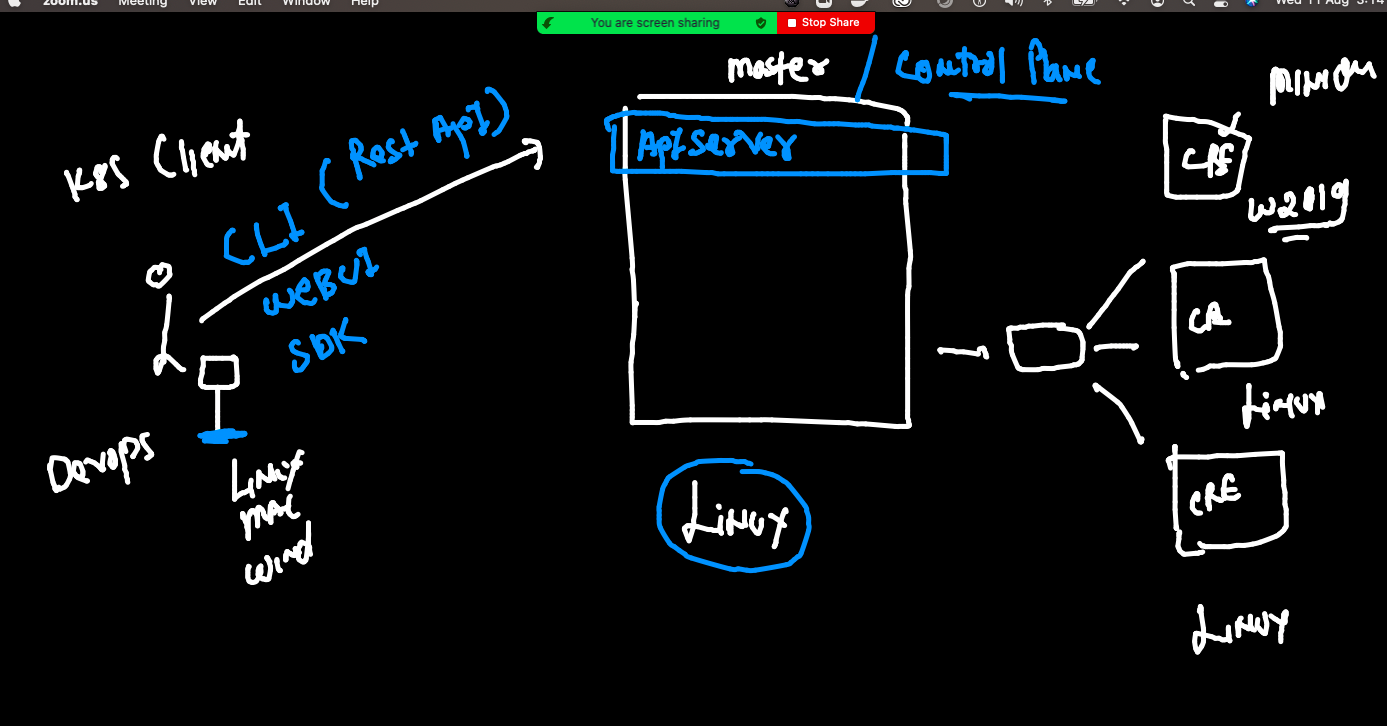 zoom.us Meeting View Edit Window Help
Wed 11 Aug 3:14
You are screen sharing
Stop Share
master
Control Plane
Minion
K8S Client
CLI (Rest ApI)
WEBUI
SDK
ApIServer
CRE
W2019
CRE
Linux
Devops
Linux
MAC
Wind
Linux
CRE
Linux